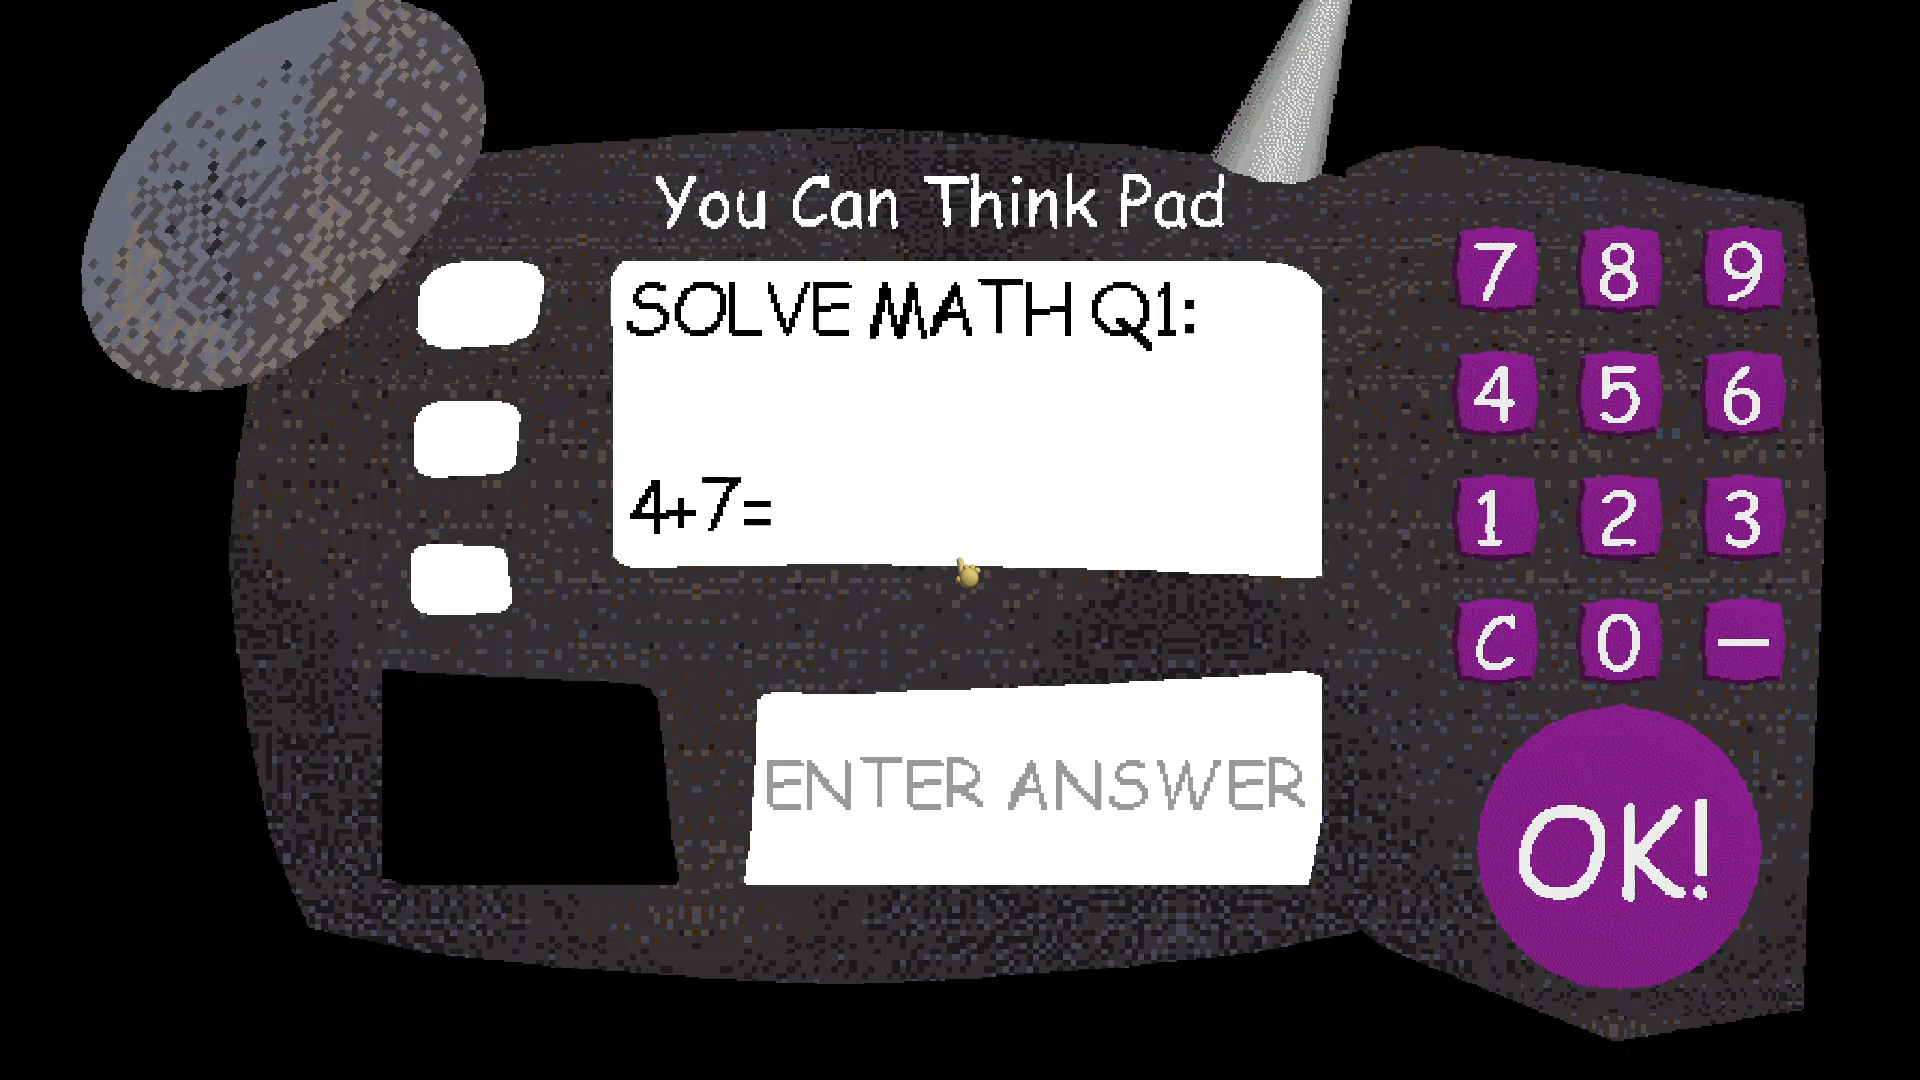 You Can Think Pad
SOLVE MATH Q1:
4+7=
ENTER ANSWER
7 8 9
4 5 6
1 2 3
C 0 −
OK!